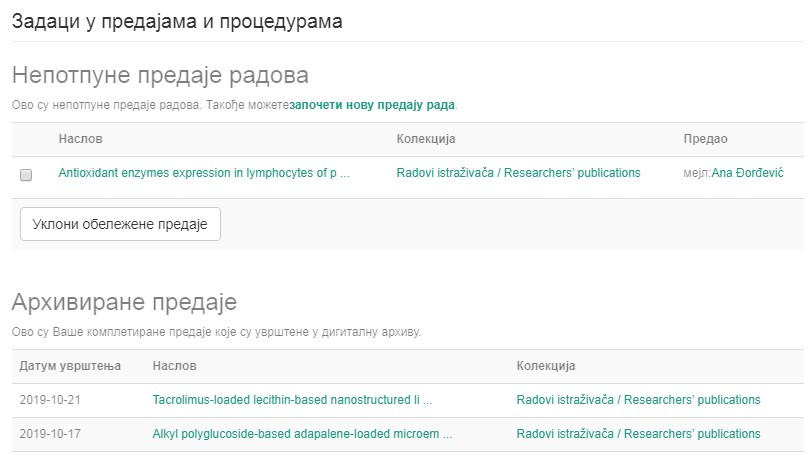 Задаци у предајама и процедурама
Непотпуне предаје радова
Ово су непотпуне предаје радова. Такође можетезапочети нову предају рада.
Наслов Колекција Предао
Antioxidant enzymes expression in lymphocytes of p ... Radovi istraživača / Researchers' publications мејл:Ana Đorđević
Уклони обележене предаје
Архивиране предаје
Ово су Ваше комплетиране предаје које су уврштене у дигиталну архиву.
Датум уврштења Наслов Колекција
2019-10-21 Tacrolimus-loaded lecithin-based nanostructured li ... Radovi istraživača / Researchers' publications
2019-10-17 Alkyl polyglucoside-based adapalene-loaded microem ... Radovi istraživača / Researchers' publications